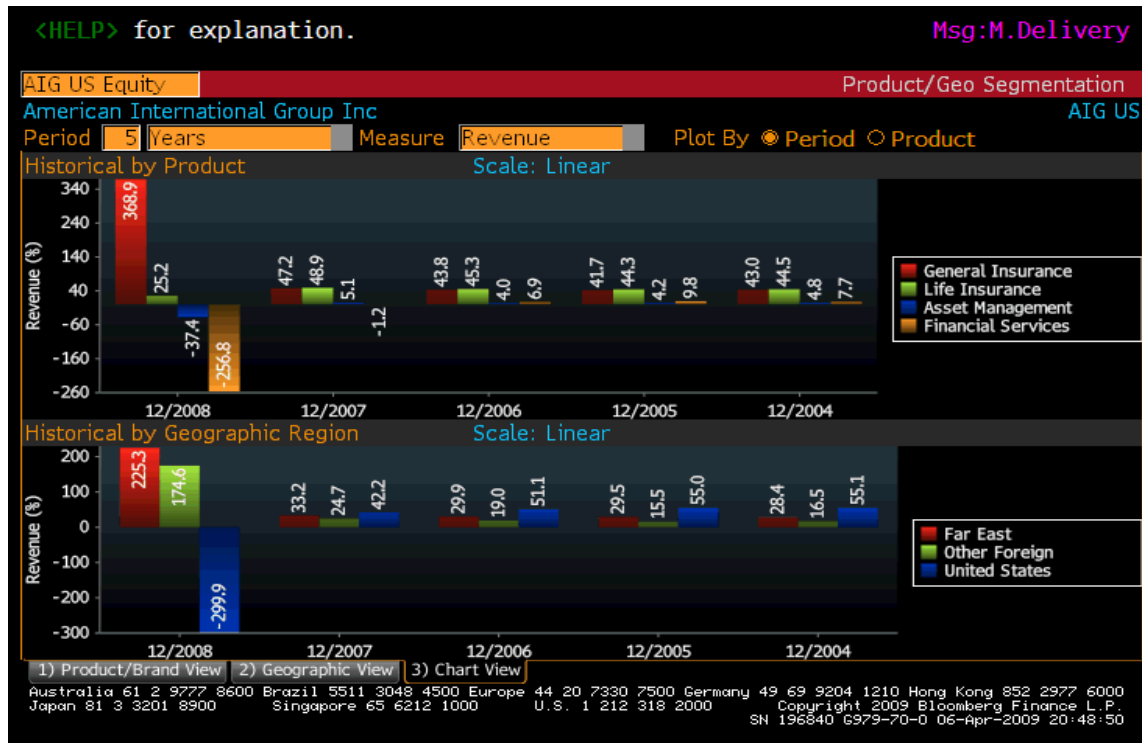 <HELP> for explanation. Msg:M.Delivery
AIG US Equity Product/Geo Segmentation
American International Group Inc AIG US
Period 5 Years Measure Revenue Plot By Period Product
Historical by Product Scale: Linear
Revenue (%)
340
240
140
40
-60
-160
-260
368.9 25.2 -37.4 -256.8
47.2 48.9 5.1 -1.2
43.8 45.3 4.0 6.9
41.7 44.3 4.2 9.8
43.0 44.5 4.8 7.7
12/2008 12/2007 12/2006 12/2005 12/2004
General Insurance
Life Insurance
Asset Management
Financial Services
Historical by Geographic Region Scale: Linear
Revenue (%)
200
100
0
-100
-200
-300
225.3 174.6 -299.9
33.2 24.7 42.2
29.9 19.0 51.1
29.5 15.5 55.0
28.4 16.5 55.1
12/2008 12/2007 12/2006 12/2005 12/2004
Far East
Other Foreign
United States
1) Product/Brand View 2) Geographic View 3) Chart View
Australia 61 2 9777 8600 Brazil 5511 3048 4500 Europe 44 20 7330 7500 Germany 49 69 9204 1210 Hong Kong 852 2977 6000
Japan 81 3 3201 8900 Singapore 65 6212 1000 U.S. 1 212 318 2000 Copyright 2009 Bloomberg Finance L.P.
SN 196840 G979-70-0 06-Apr-2009 20:48:50